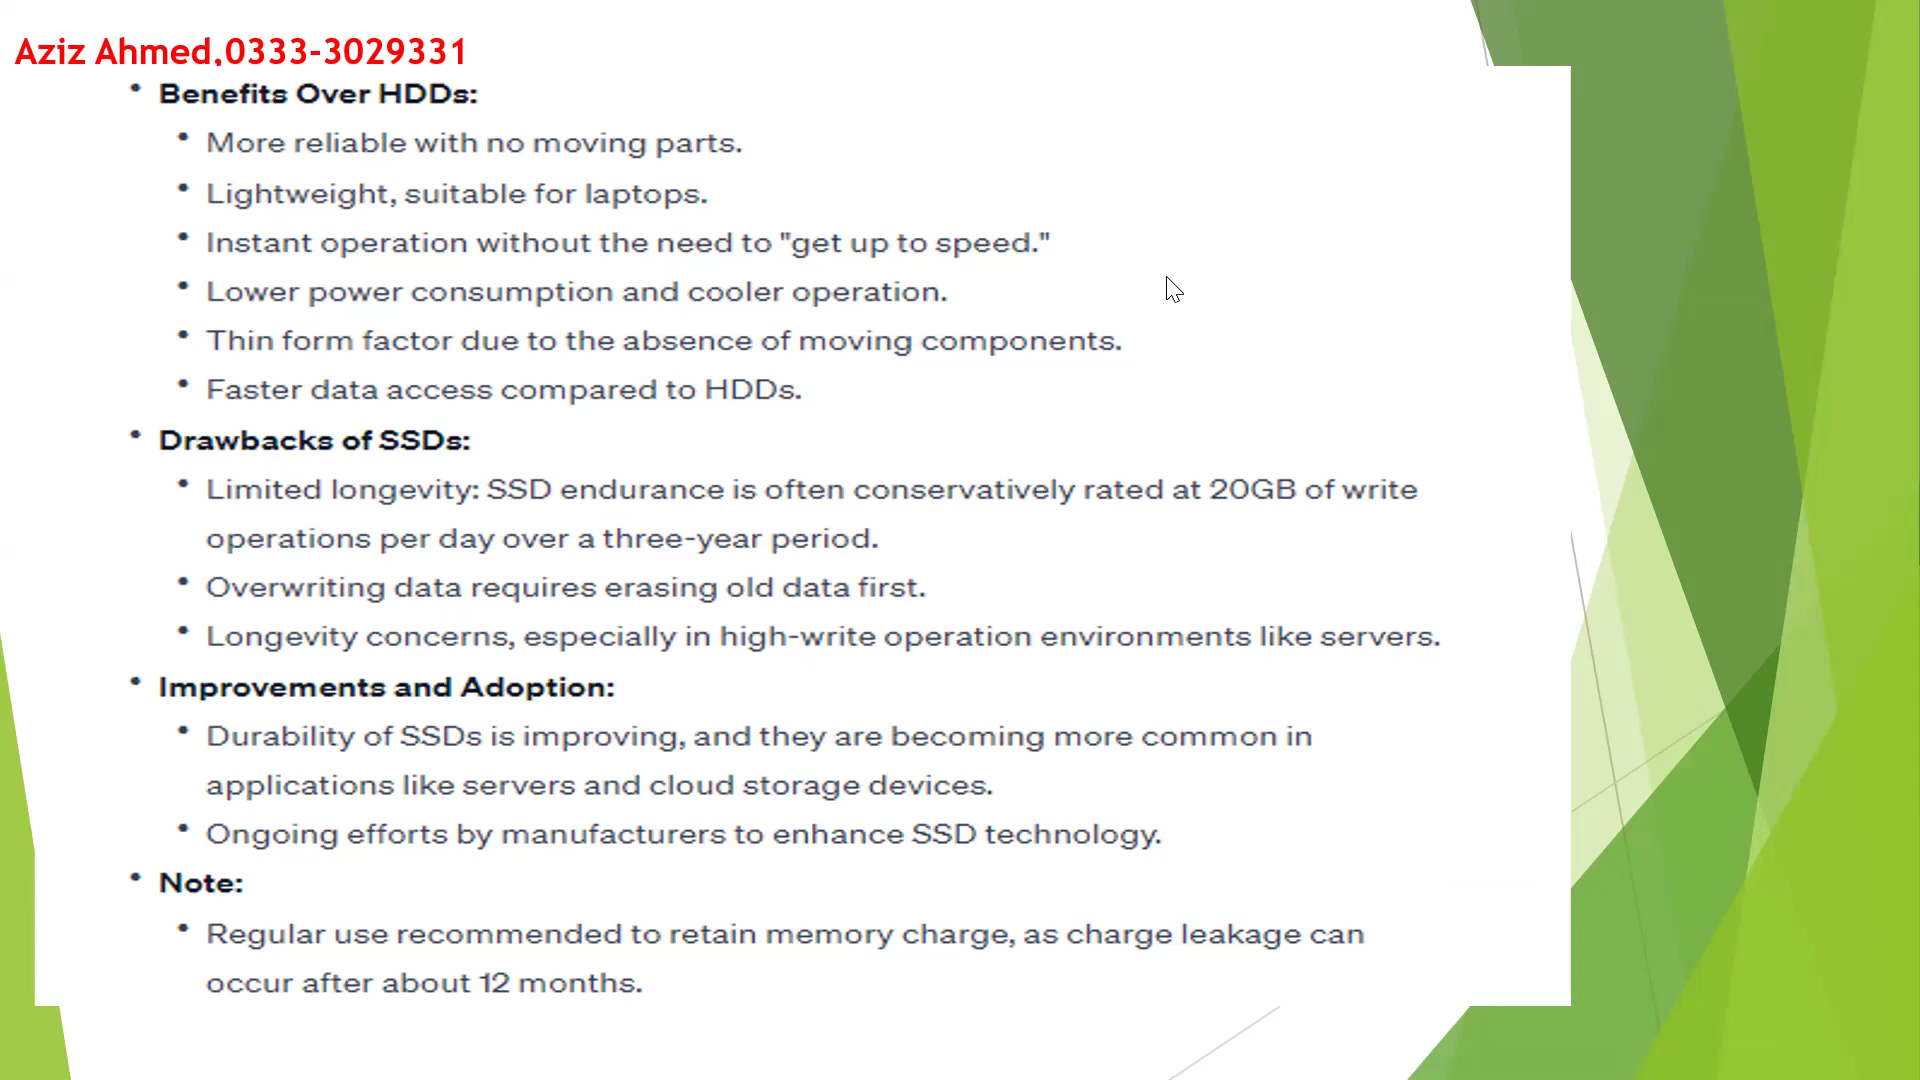 Aziz Ahmed,0333-3029331
• Benefits Over HDDs:
• More reliable with no moving parts.
• Lightweight, suitable for laptops.
• Instant operation without the need to "get up to speed."
• Lower power consumption and cooler operation.
• Thin form factor due to the absence of moving components.
• Faster data access compared to HDDs.
• Drawbacks of SSDs:
• Limited longevity: SSD endurance is often conservatively rated at 20GB of write
operations per day over a three-year period.
• Overwriting data requires erasing old data first.
• Longevity concerns, especially in high-write operation environments like servers.
• Improvements and Adoption:
• Durability of SSDs is improving, and they are becoming more common in
applications like servers and cloud storage devices.
• Ongoing efforts by manufacturers to enhance SSD technology.
• Note:
• Regular use recommended to retain memory charge, as charge leakage can
occur after about 12 months.